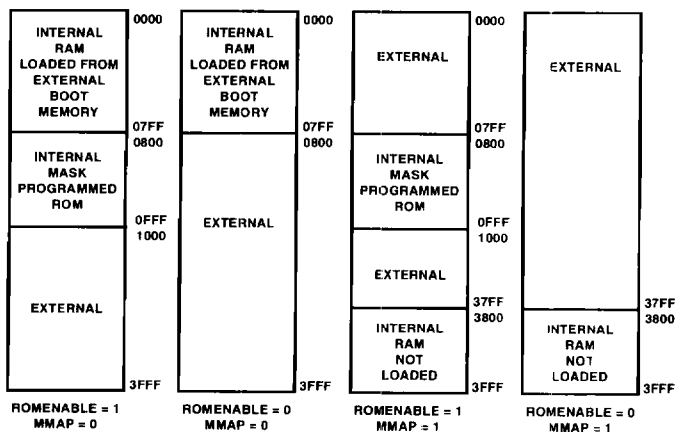 INTERNAL
RAM
LOADED FROM
EXTERNAL
BOOT
MEMORY
0000
07FF
0800
INTERNAL
MASK
PROGRAMMED
ROM
0FFF
1000
EXTERNAL
3FFF
ROMENABLE = 1
MMAP = 0
INTERNAL
RAM
LOADED FROM
EXTERNAL
BOOT
MEMORY
0000
07FF
0800
EXTERNAL
3FFF
ROMENABLE = 0
MMAP = 0
0000
EXTERNAL
07FF
0800
INTERNAL
MASK
PROGRAMMED
ROM
0FFF
1000
EXTERNAL
37FF
3800
INTERNAL
RAM
NOT
LOADED
3FFF
ROMENABLE = 1
MMAP = 1
0000
EXTERNAL
37FF
3800
INTERNAL
RAM
NOT
LOADED
3FFF
ROMENABLE = 0
MMAP = 1